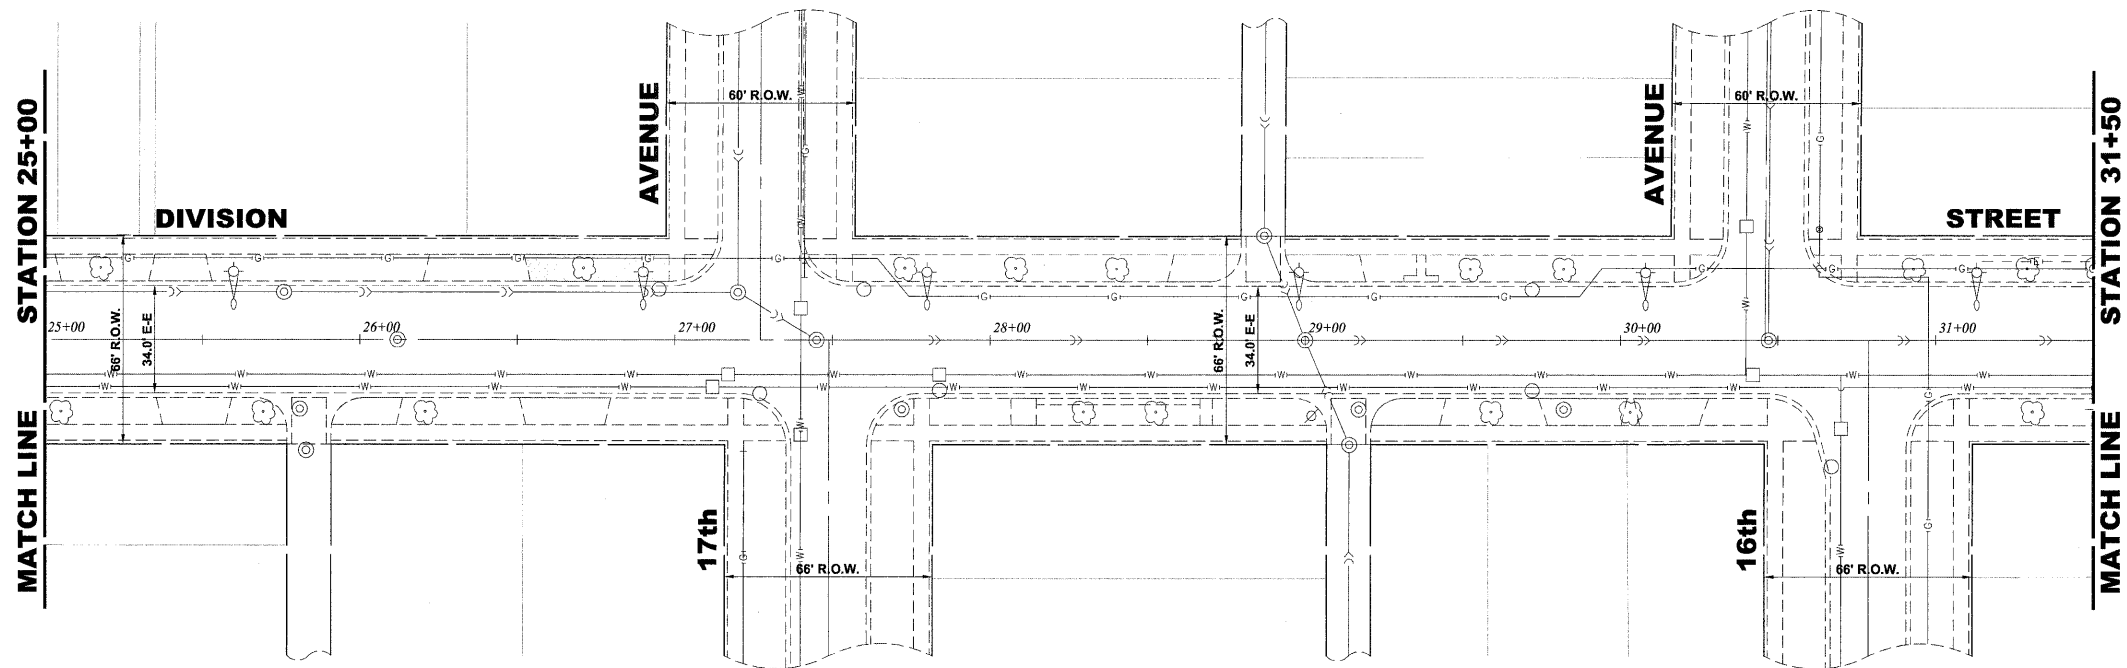 60' R.O.W.
60' R.O.W.
AVENUE
AVENUE
STATION 25+00
STATION 31+50
DIVISION
STREET
25+00
26+00
27+00
28+00
29+00
30+00
31+00
66' R.O.W.
34.0' E-E
66' R.O.W.
34.0' E-E
MATCH LINE
MATCH LINE
17th
16th
66' R.O.W.
66' R.O.W.